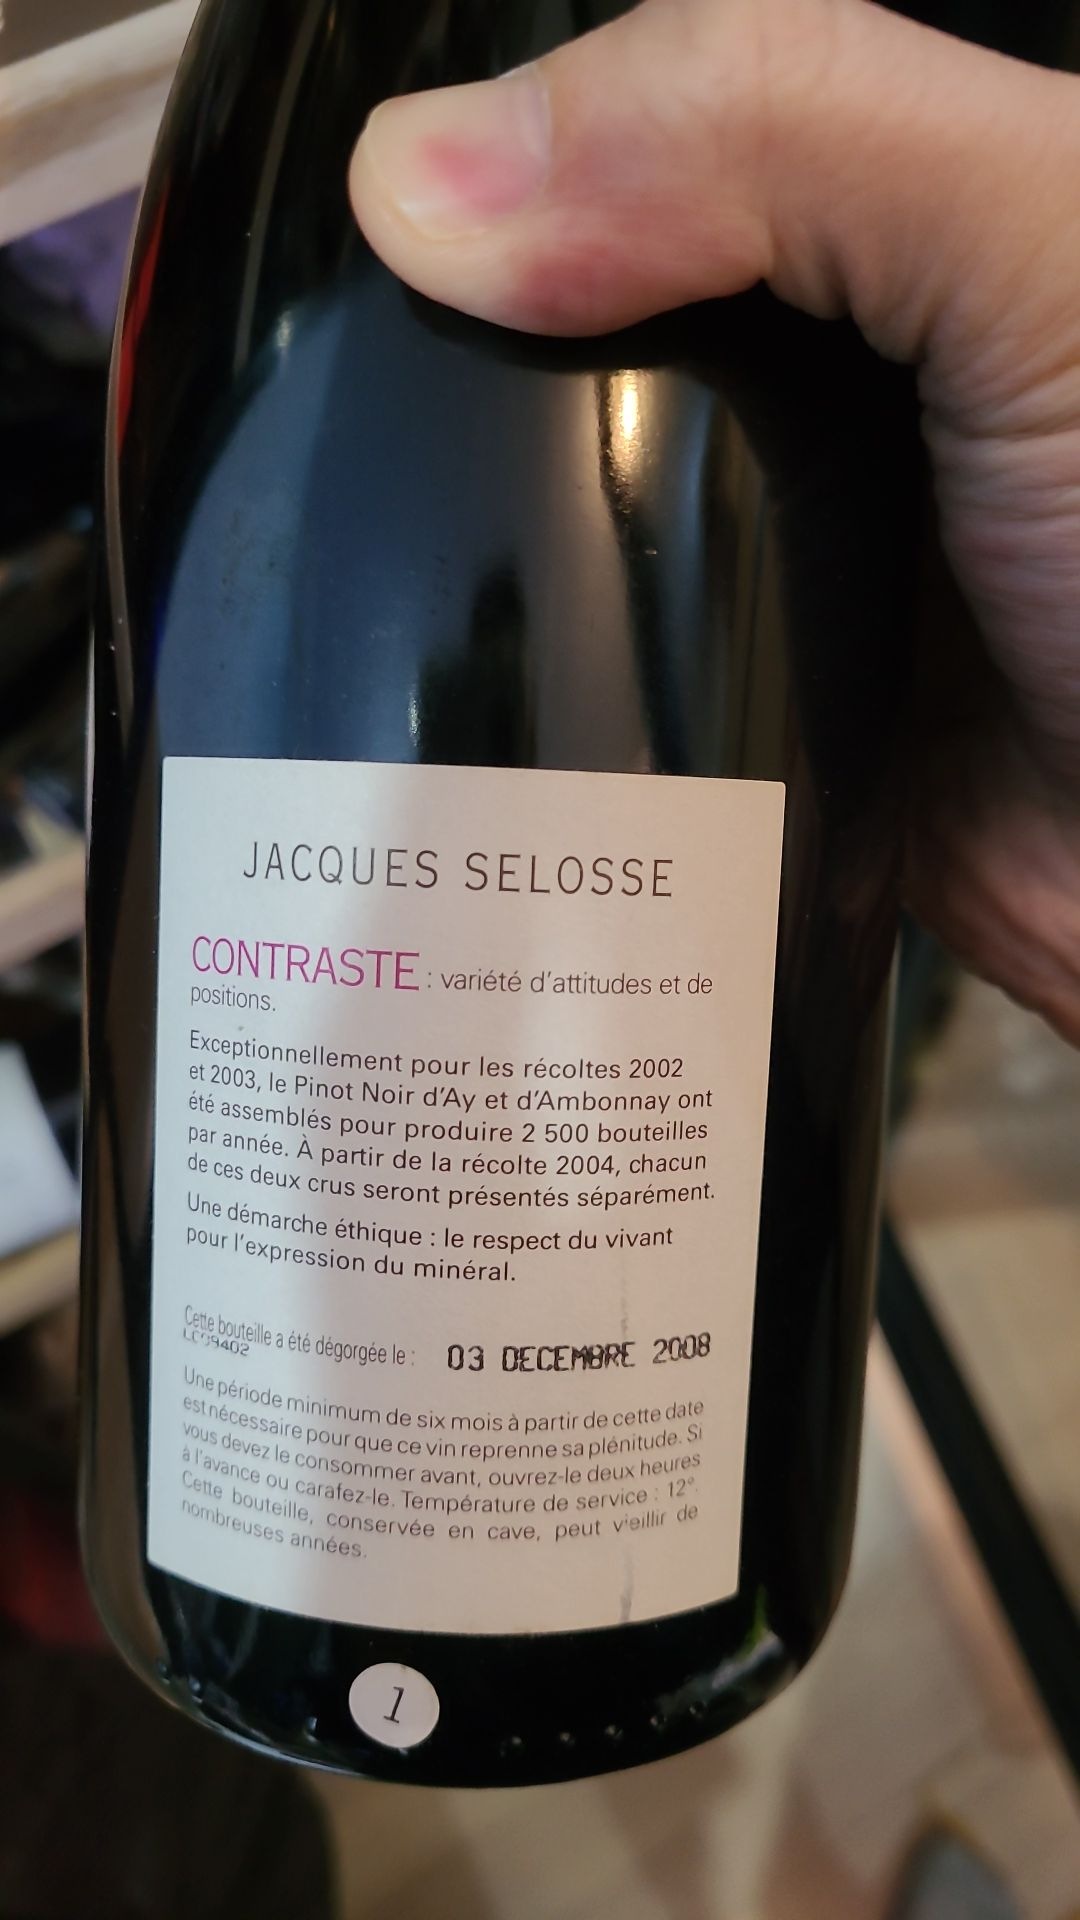 JACQUES SELOSSE
CONTRASTE : variété d'attitudes et de
positions.
Exceptionnellement pour les récoltes 2002
et 2003, le Pinot Noir d'Ay et d'Ambonnay ont
été assemblés pour produire 2 500 bouteilles
par année. À partir de la récolte 2004, chacun
de ces deux crus seront présentés séparément.
Une démarche éthique : le respect du vivant
pour l'expression du minéral.
Cette bouteille a été dégorgée le : 03 DECEMBRE 2008
LC09402
Une période minimum de six mois à partir de cette date
est nécessaire pour que ce vin reprenne sa plénitude. Si
vous devez le consommer avant, ouvrez-le deux heures
à l'avance ou carafez-le. Température de service : 12°.
Cette bouteille, conservée en cave, peut vieillir de
nombreuses années.
1